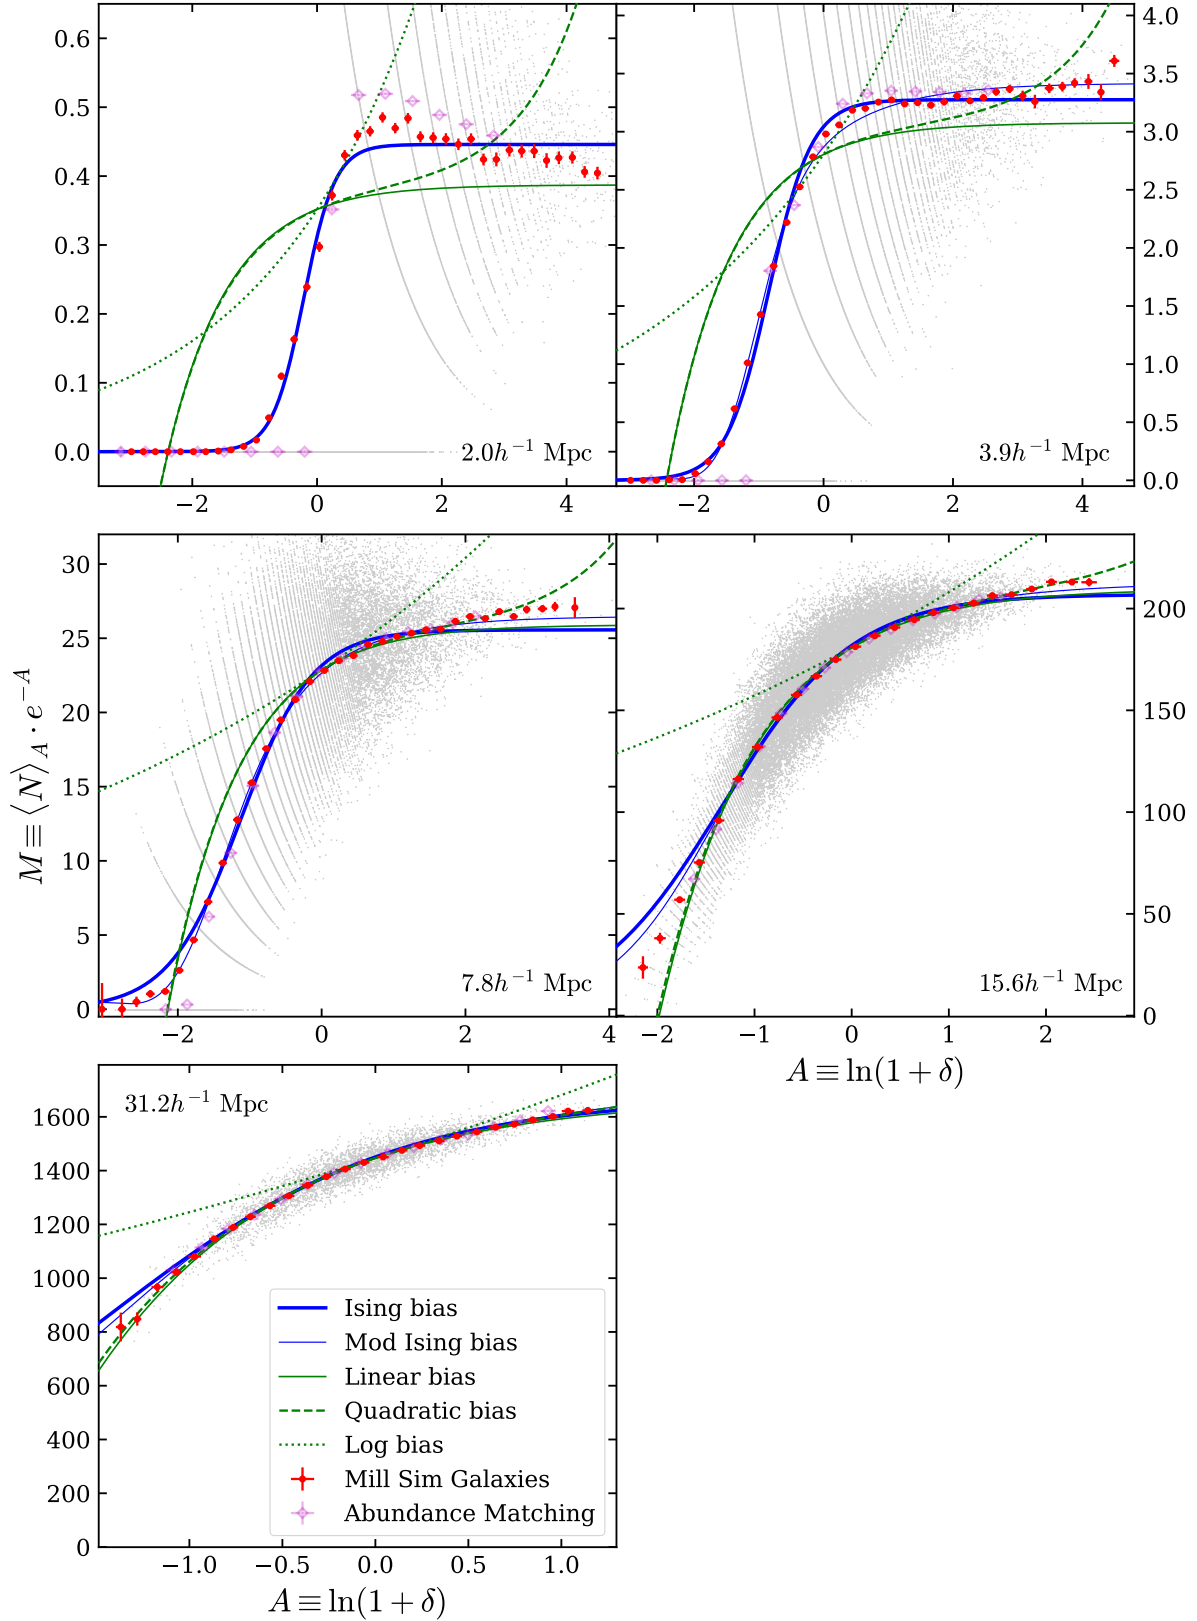 0.6
0.5
0.4
0.3
0.2
0.1
0.0
−2 0 2 4
2.0h⁻¹ Mpc
4.0
3.5
3.0
2.5
2.0
1.5
1.0
0.5
0.0
−2 0 2 4
3.9h⁻¹ Mpc
M ≡ ⟨N⟩_A · e^{−A}
30
25
20
15
10
5
0
−2 0 2 4
7.8h⁻¹ Mpc
200
150
100
50
0
−2 −1 0 1 2
15.6h⁻¹ Mpc
A ≡ ln(1 + δ)
31.2h⁻¹ Mpc
1600
1400
1200
1000
800
600
400
200
0
−1.0 −0.5 0.0 0.5 1.0
A ≡ ln(1 + δ)
Ising bias
Mod Ising bias
Linear bias
Quadratic bias
Log bias
Mill Sim Galaxies
Abundance Matching